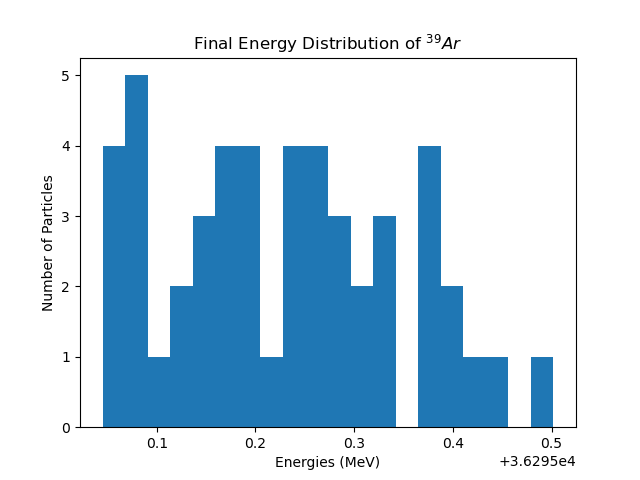 Final Energy Distribution of ³⁹Ar
5
4
3
2
1
0
Number of Particles
0.1 0.2 0.3 0.4 0.5
Energies (MeV)
+3.6295e4